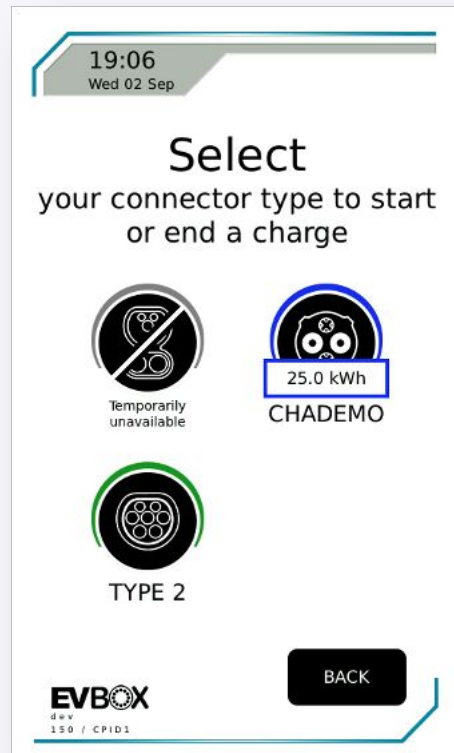 19:06
Wed 02 Sep
Select
your connector type to start
or end a charge
Temporarily
unavailable
25.0 kWh
CHADEMO
TYPE 2
BACK
EVBOX
dev
150 / CPID1